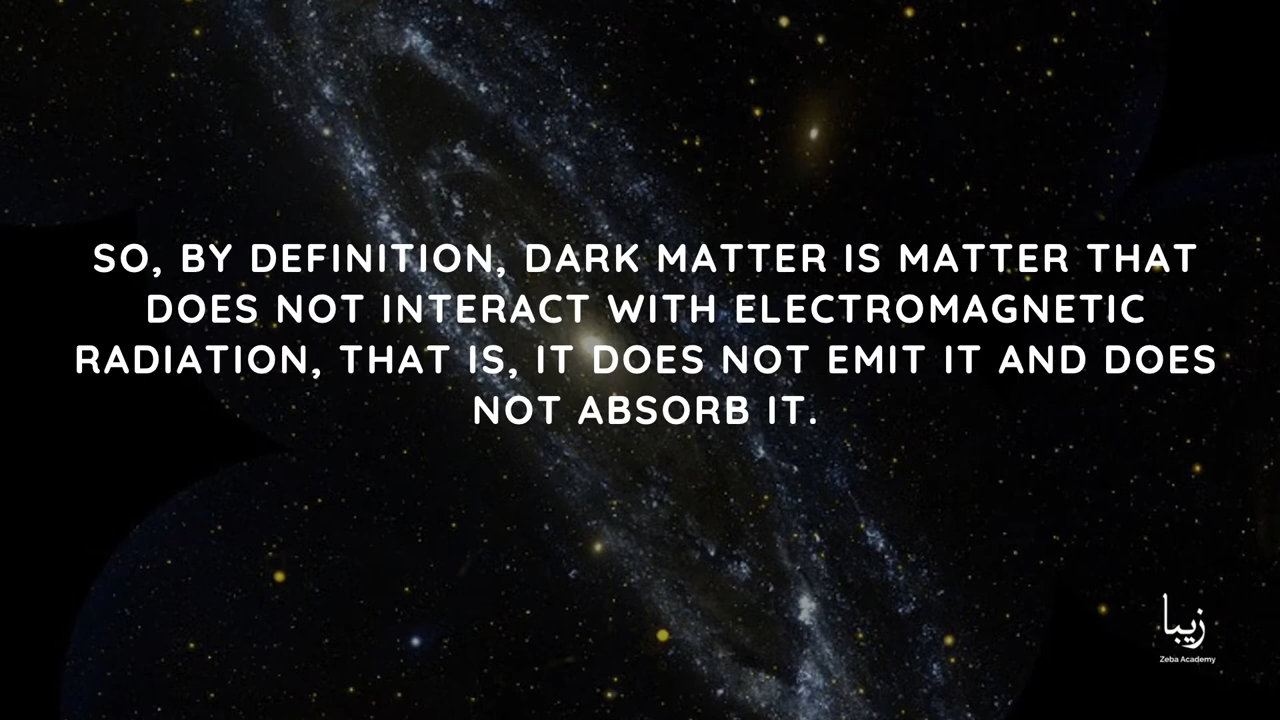 SO, BY DEFINITION, DARK MATTER IS MATTER THAT
DOES NOT INTERACT WITH ELECTROMAGNETIC
RADIATION, THAT IS, IT DOES NOT EMIT IT AND DOES
NOT ABSORB IT.
زیبا
Zeba Academy